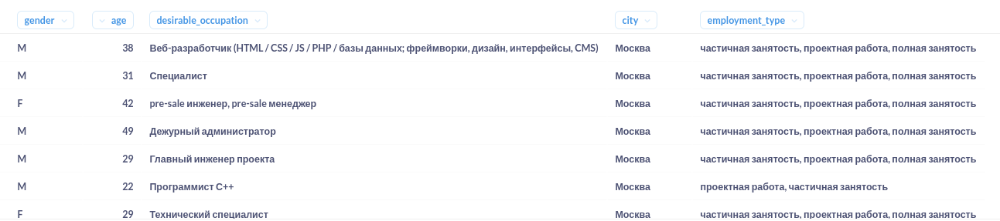 gender age desirable_occupation city employment_type
M 38 Веб-разработчик (HTML / CSS / JS / PHP / базы данных; фреймворки, дизайн, интерфейсы, CMS) Москва частичная занятость, проектная работа, полная занятость
M 31 Специалист Москва частичная занятость, проектная работа, полная занятость
F 42 pre-sale инженер, pre-sale менеджер Москва частичная занятость, проектная работа, полная занятость
M 49 Дежурный администратор Москва частичная занятость, проектная работа, полная занятость
M 29 Главный инженер проекта Москва частичная занятость, проектная работа, полная занятость
M 22 Программист C++ Москва проектная работа, частичная занятость
F 29 Технический специалист Москва частичная занятость, проектная работа, полная занятость